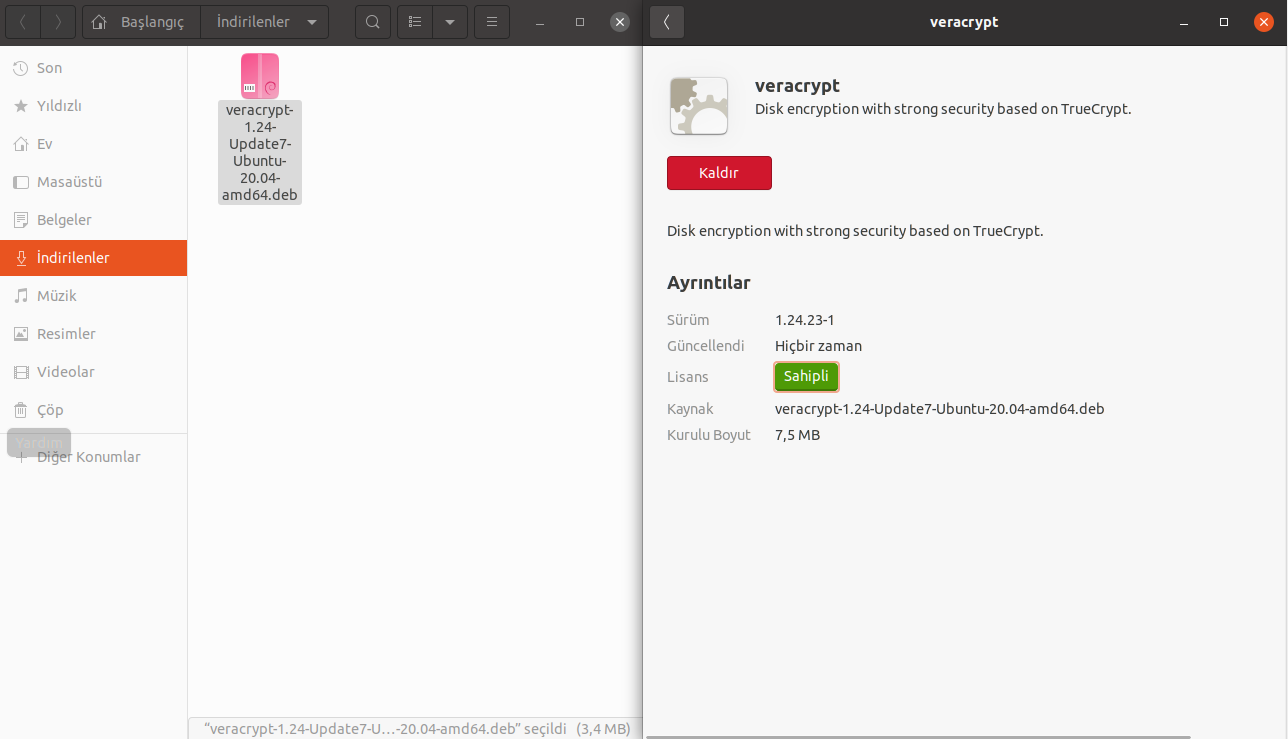 Başlangıç
İndirilenler
veracrypt
Son
Yıldızlı
Ev
Masaüstü
Belgeler
İndirilenler
Müzik
Resimler
Videolar
Çöp
Yardım
Diğer Konumlar
veracrypt-
1.24-
Update7-
Ubuntu-
20.04-
amd64.deb
“veracrypt-1.24-Update7-U…-20.04-amd64.deb” seçildi (3,4 MB)
veracrypt
Disk encryption with strong security based on TrueCrypt.
Kaldır
Disk encryption with strong security based on TrueCrypt.
Ayrıntılar
Sürüm 1.24.23-1
Güncellendi Hiçbir zaman
Lisans Sahipli
Kaynak veracrypt-1.24-Update7-Ubuntu-20.04-amd64.deb
Kurulu Boyut 7,5 MB